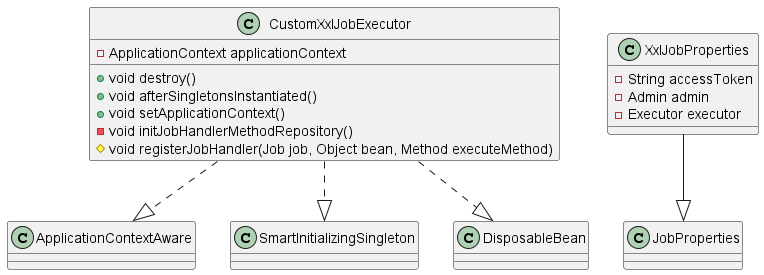 C CustomXxlJobExecutor
ApplicationContext applicationContext
void destroy()
void afterSingletonsInstantiated()
void setApplicationContext()
void initJobHandlerMethodRepository()
void registerJobHandler(Job job, Object bean, Method executeMethod)
C XxlJobProperties
String accessToken
Admin admin
Executor executor
C ApplicationContextAware
C SmartInitializingSingleton
C DisposableBean
C JobProperties